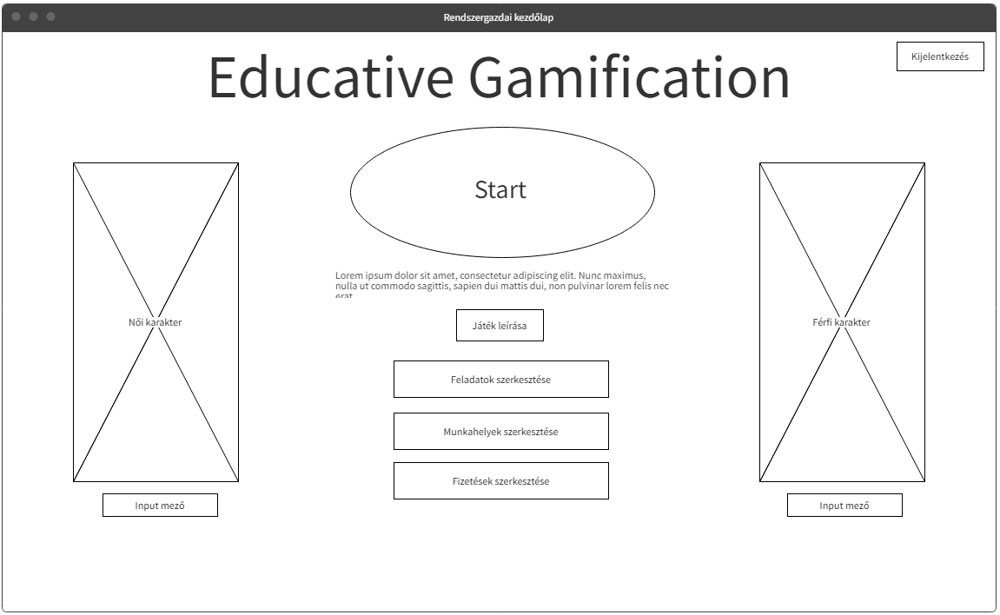 Rendszergazdai kezdőlap
Kijelentkezés
Educative Gamification
Start
Lorem ipsum dolor sit amet, consectetur adipiscing elit. Nunc maximus,
nulla ut commodo sagittis, sapien dui mattis dui, non pulvinar lorem felis nec
erat
Női karakter
Férfi karakter
Játék leírása
Feladatok szerkesztése
Munkahelyek szerkesztése
Fizetések szerkesztése
Input mező
Input mező